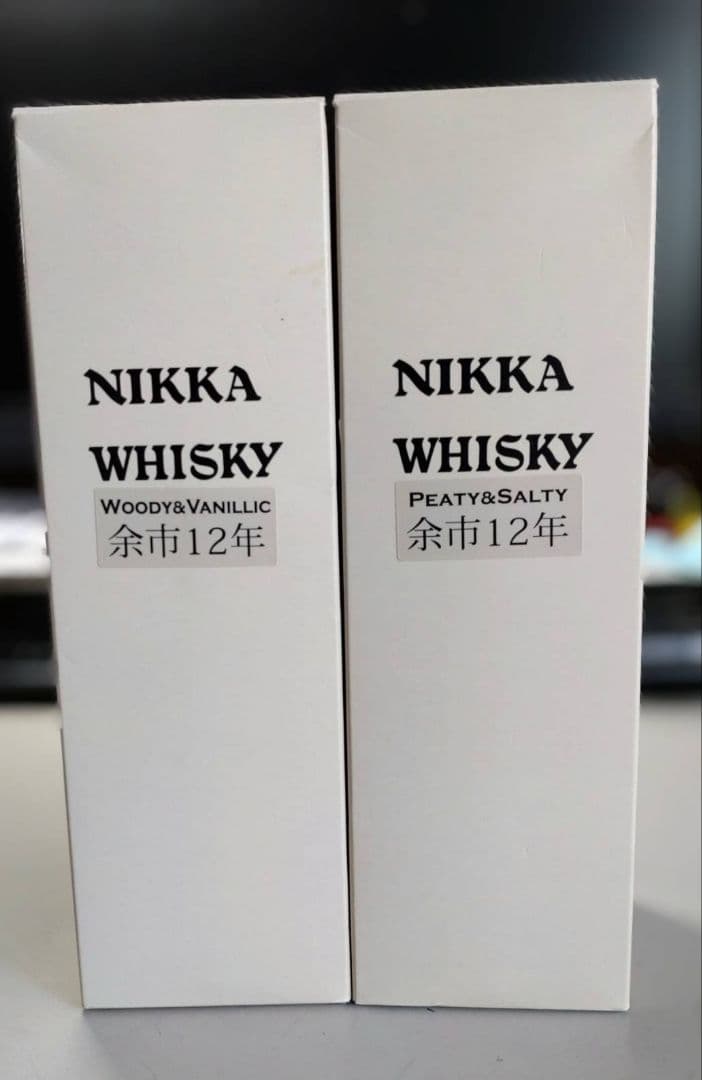 NIKKA
WHISKY
WOODY&VANILLIC
余市12年
NIKKA
WHISKY
PEATY&SALTY
余市12年